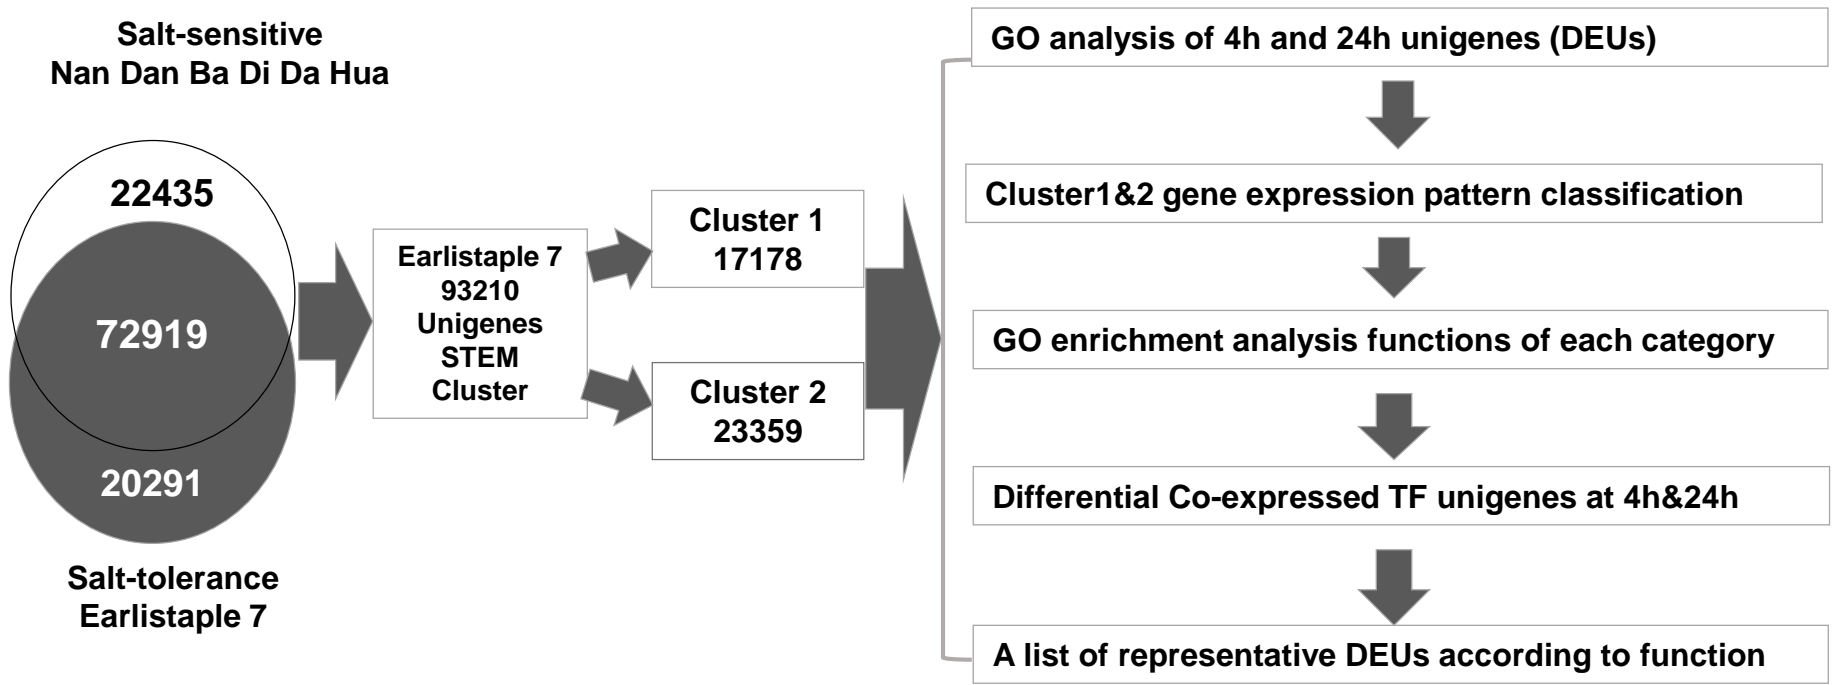 Salt-sensitive
Nan Dan Ba Di Da Hua
22435
72919
20291
Salt-tolerance
Earlistaple 7
Earlistaple 7
93210
Unigenes
STEM
Cluster
Cluster 1
17178
Cluster 2
23359
GO analysis of 4h and 24h unigenes (DEUs)
Cluster1&2 gene expression pattern classification
GO enrichment analysis functions of each category
Differential Co-expressed TF unigenes at 4h&24h
A list of representative DEUs according to function